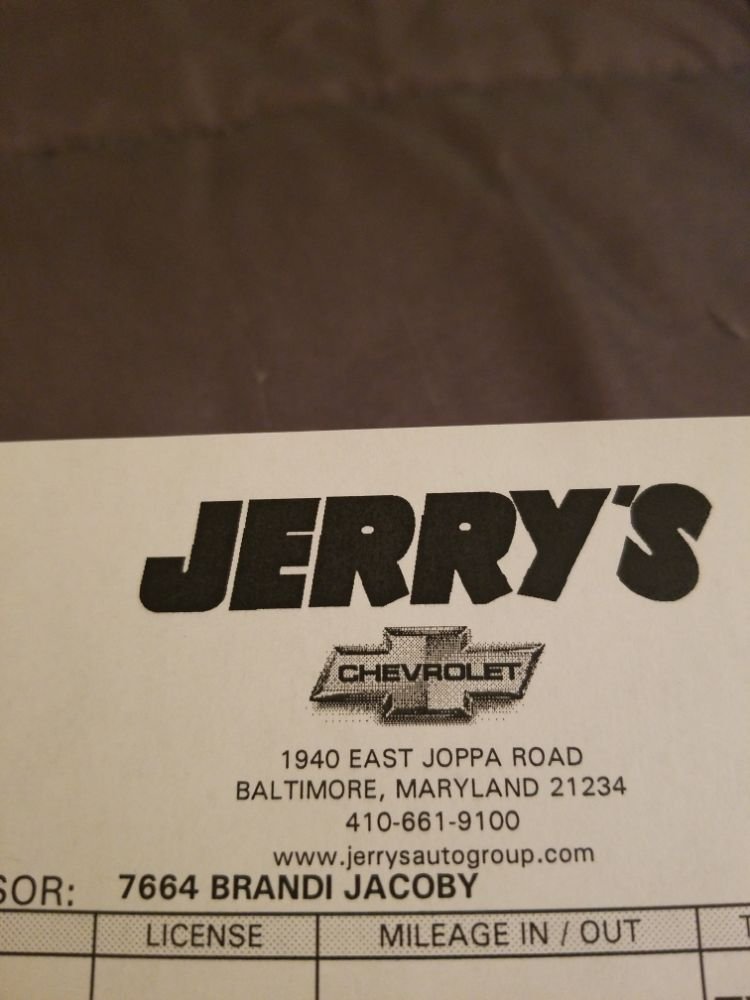 JERRY'S
CHEVROLET
1940 EAST JOPPA ROAD
BALTIMORE, MARYLAND 21234
410-661-9100
www.jerrysautogroup.com
SOR: 7664 BRANDI JACOBY
LICENSE MILEAGE IN / OUT T